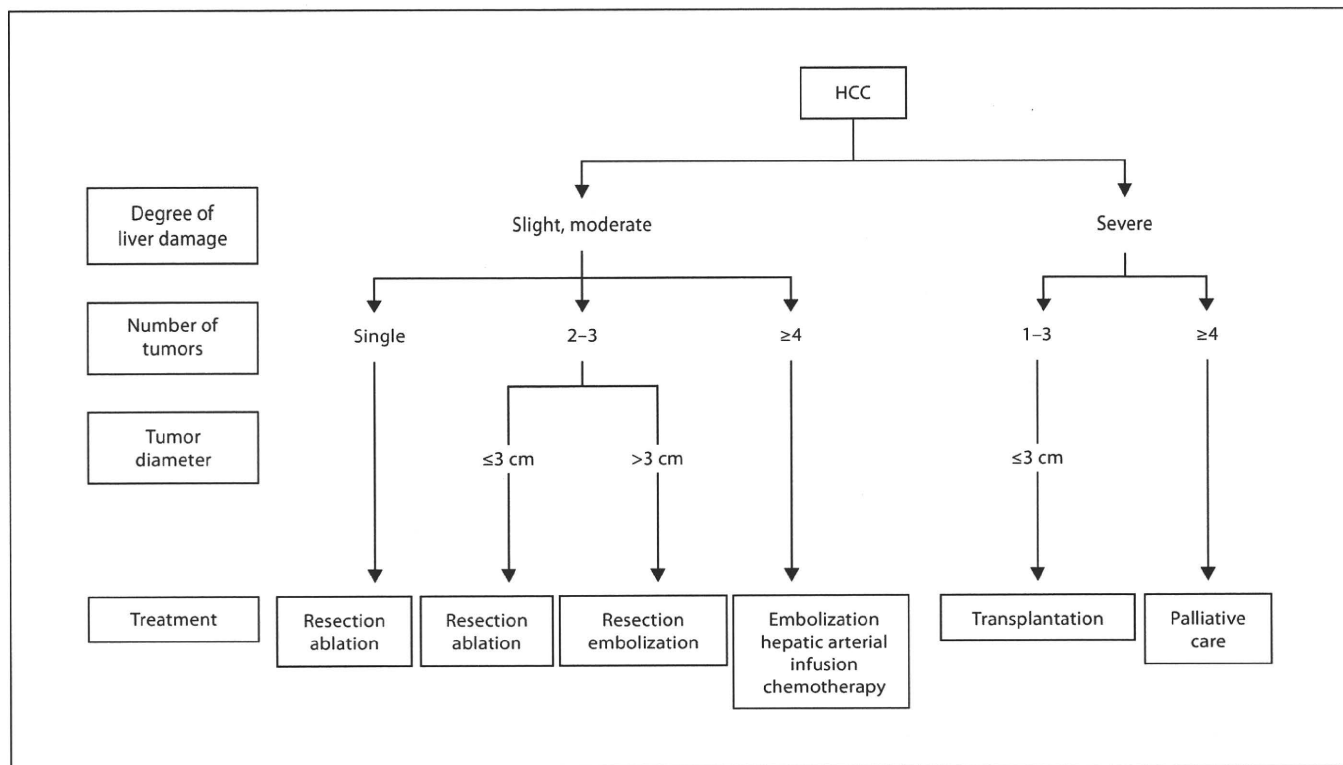 HCC
Degree of
liver damage
Slight, moderate
Severe
Number of
tumors
Single
2–3
≥4
1–3
≥4
Tumor
diameter
≤3 cm
>3 cm
≤3 cm
Treatment
Resection
ablation
Resection
ablation
Resection
embolization
Embolization
hepatic arterial
infusion
chemotherapy
Transplantation
Palliative
care